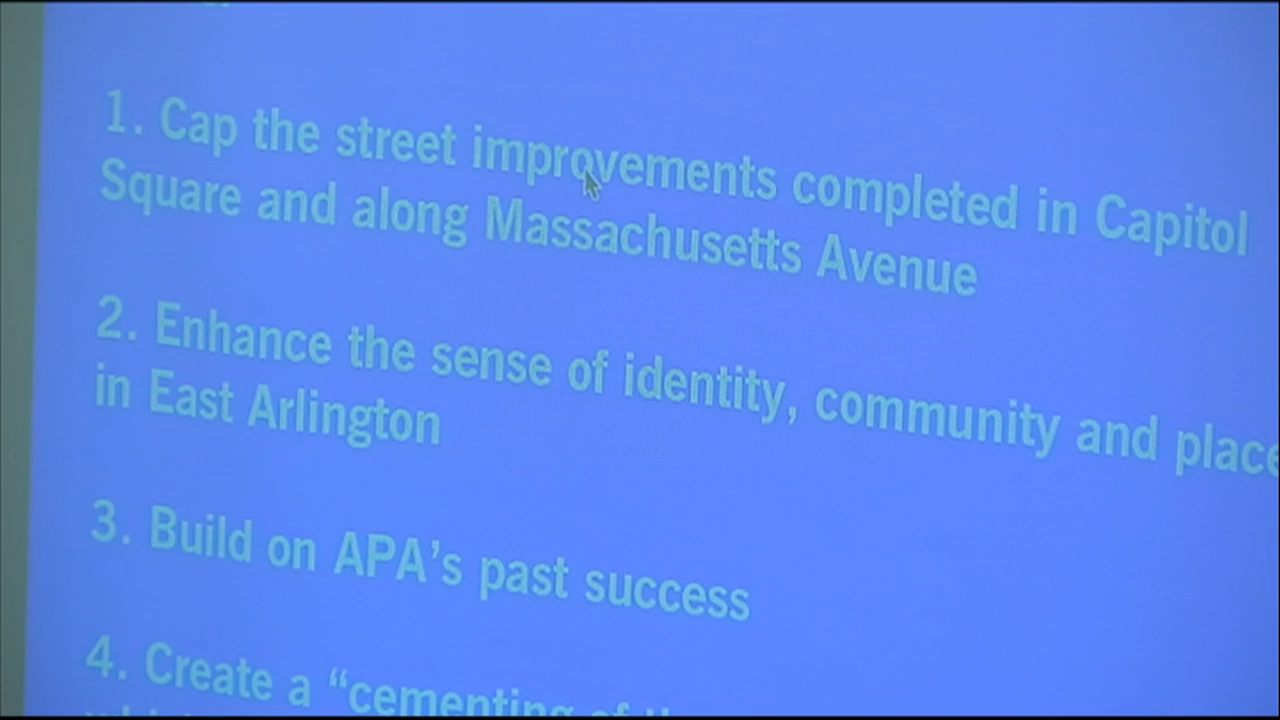 1. Cap the street improvements completed in Capitol
Square and along Massachusetts Avenue
2. Enhance the sense of identity, community and place
in East Arlington
3. Build on APA’s past success
4. Create a “cementing of